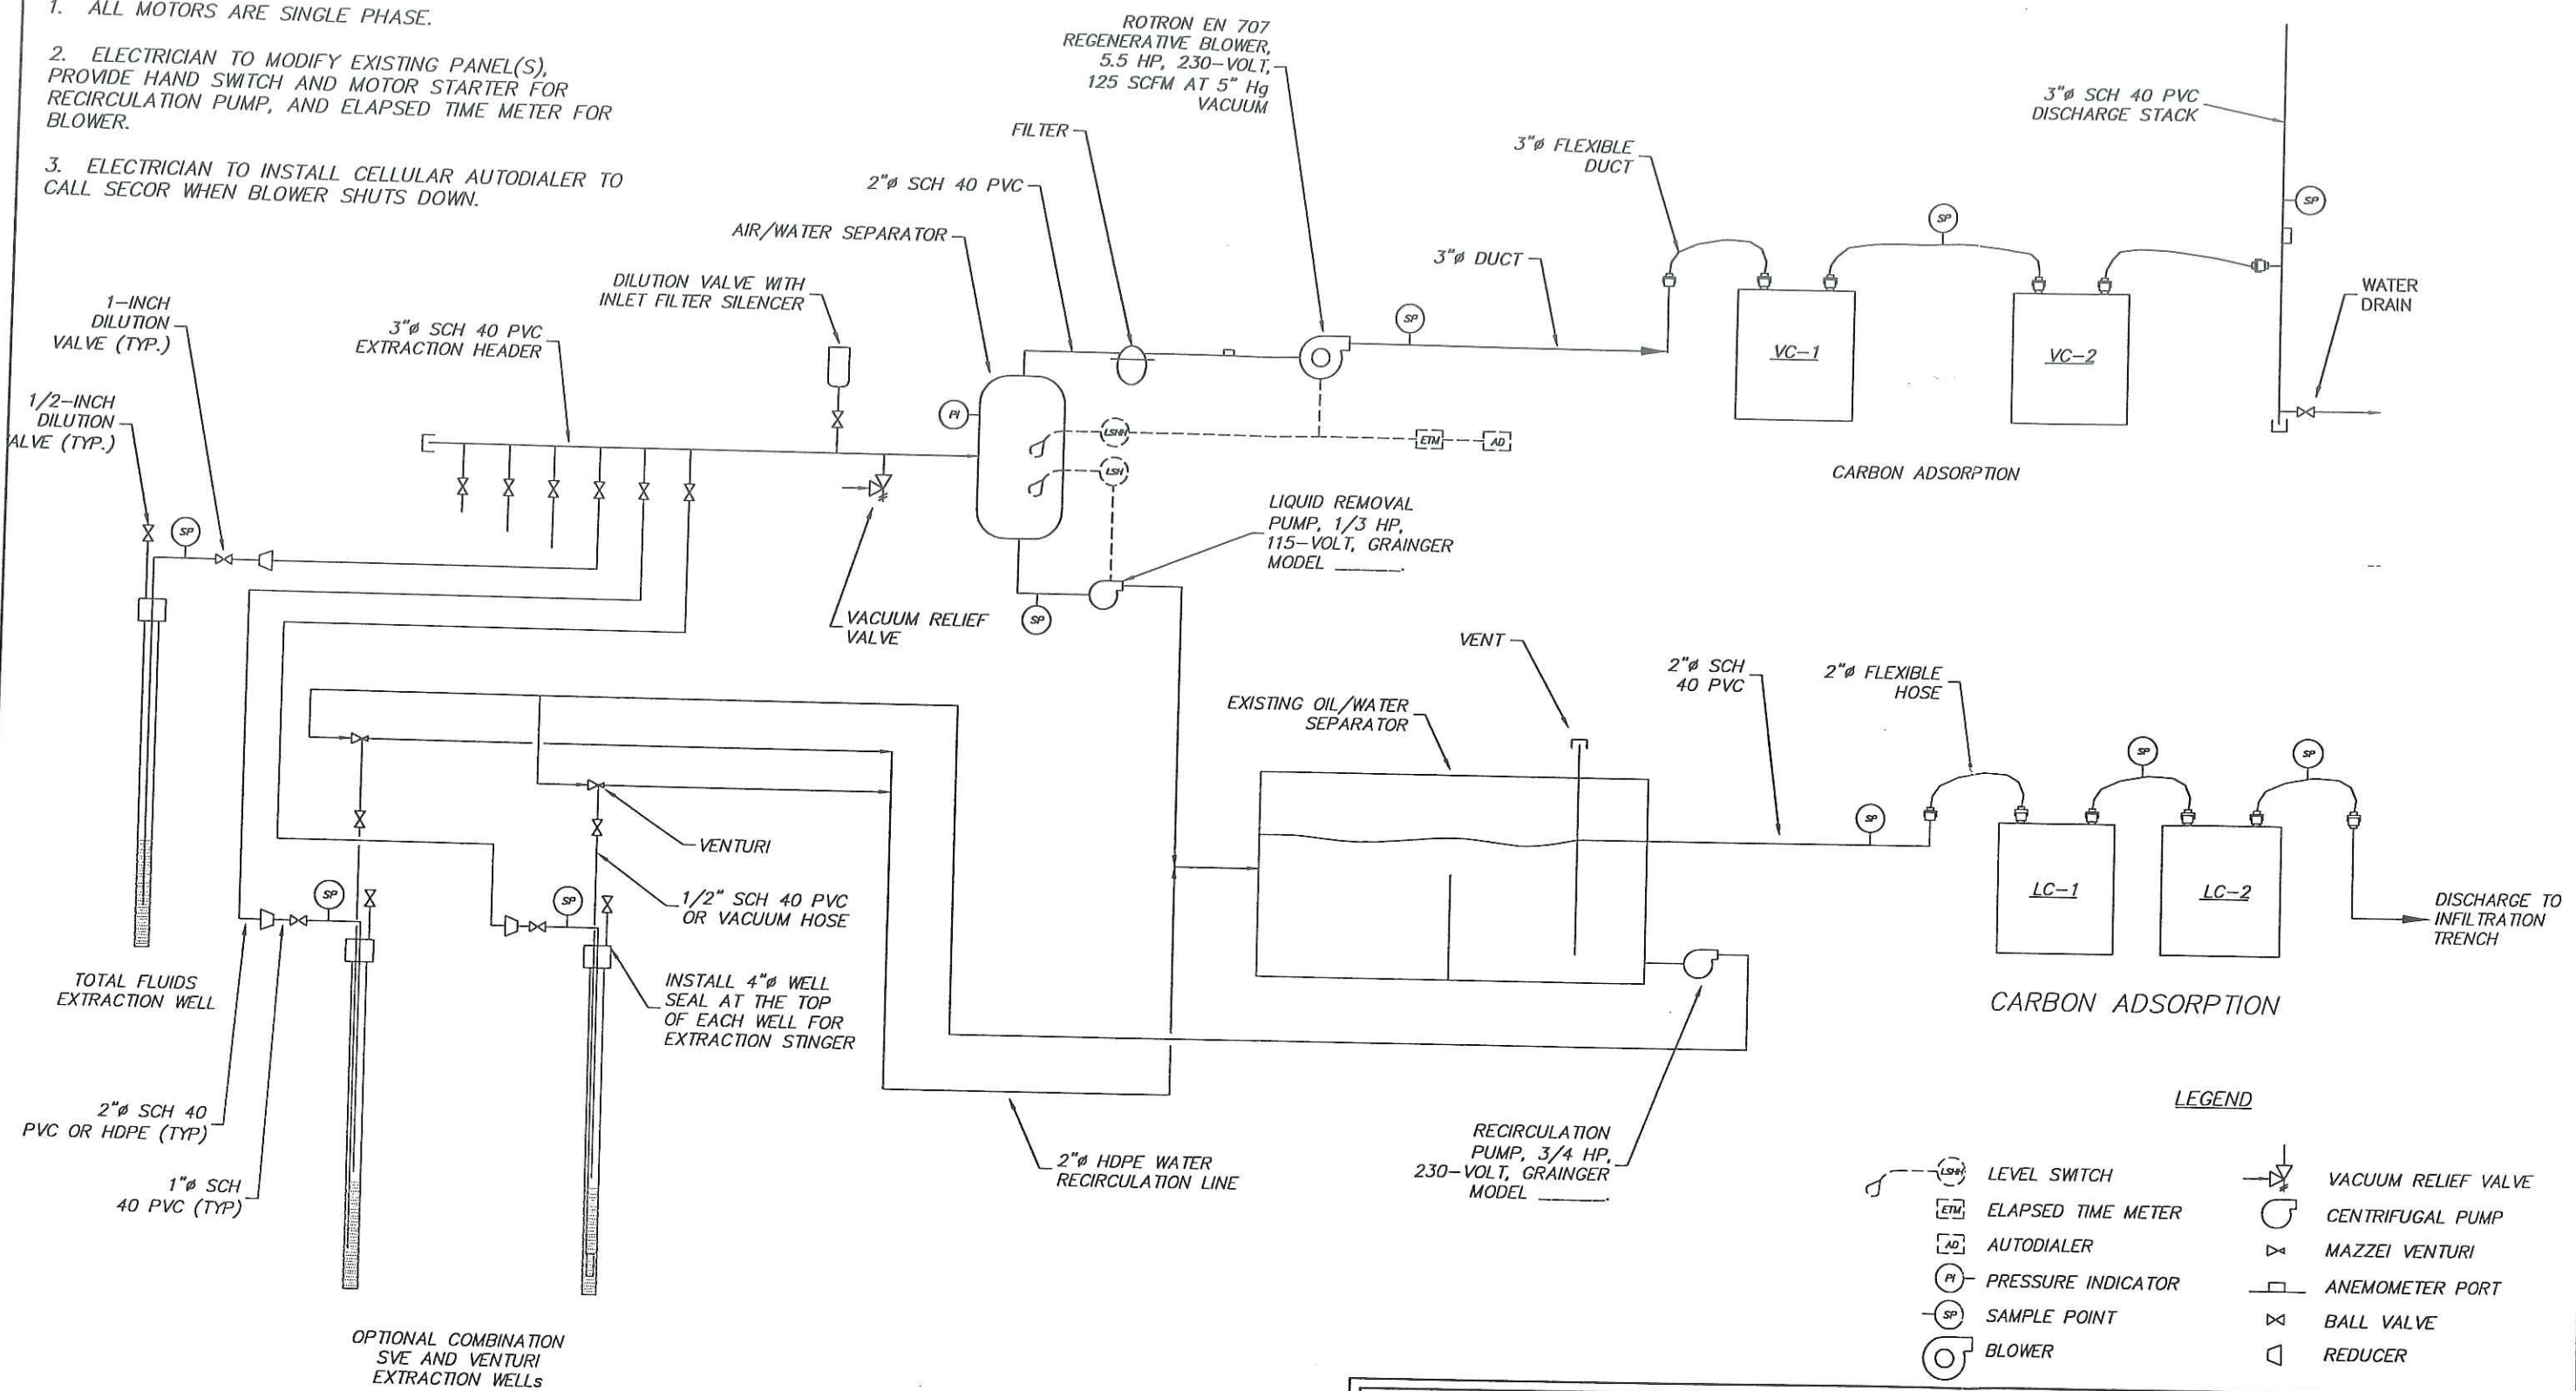 1. ALL MOTORS ARE SINGLE PHASE.
2. ELECTRICIAN TO MODIFY EXISTING PANEL(S),
PROVIDE HAND SWITCH AND MOTOR STARTER FOR
RECIRCULATION PUMP, AND ELAPSED TIME METER FOR
BLOWER.
3. ELECTRICIAN TO INSTALL CELLULAR AUTODIALER TO
CALL SECOR WHEN BLOWER SHUTS DOWN.
ROTRON EN 707
REGENERATIVE BLOWER,
5.5 HP, 230-VOLT,
125 SCFM AT 5" Hg
VACUUM
FILTER
2"ø SCH 40 PVC
AIR/WATER SEPARATOR
DILUTION VALVE WITH
INLET FILTER SILENCER
3"ø SCH 40 PVC
EXTRACTION HEADER
1-INCH
DILUTION
VALVE (TYP.)
1/2-INCH
DILUTION
ALVE (TYP.)
3"ø FLEXIBLE
DUCT
3"ø DUCT
3"ø SCH 40 PVC
DISCHARGE STACK
SP
SP
SP
WATER
DRAIN
VC-1
VC-2
CARBON ADSORPTION
PI
LSHH
ETM
AD
LSH
SP
LIQUID REMOVAL
PUMP, 1/3 HP,
115-VOLT, GRAINGER
MODEL ______.
SP
VACUUM RELIEF
VALVE
VENT
2"ø SCH
40 PVC
2"ø FLEXIBLE
HOSE
EXISTING OIL/WATER
SEPARATOR
SP
SP
SP
LC-1
LC-2
DISCHARGE TO
INFILTRATION
TRENCH
CARBON ADSORPTION
VENTURI
1/2" SCH 40 PVC
OR VACUUM HOSE
SP
SP
INSTALL 4"ø WELL
SEAL AT THE TOP
OF EACH WELL FOR
EXTRACTION STINGER
TOTAL FLUIDS
EXTRACTION WELL
2"ø SCH 40
PVC OR HDPE (TYP)
1"ø SCH
40 PVC (TYP)
2"ø HDPE WATER
RECIRCULATION LINE
RECIRCULATION
PUMP, 3/4 HP,
230-VOLT, GRAINGER
MODEL ______.
OPTIONAL COMBINATION
SVE AND VENTURI
EXTRACTION WELLs
LEGEND
LSHH LEVEL SWITCH
ETM ELAPSED TIME METER
AD AUTODIALER
PI PRESSURE INDICATOR
SP SAMPLE POINT
BLOWER
VACUUM RELIEF VALVE
CENTRIFUGAL PUMP
MAZZEI VENTURI
ANEMOMETER PORT
BALL VALVE
REDUCER